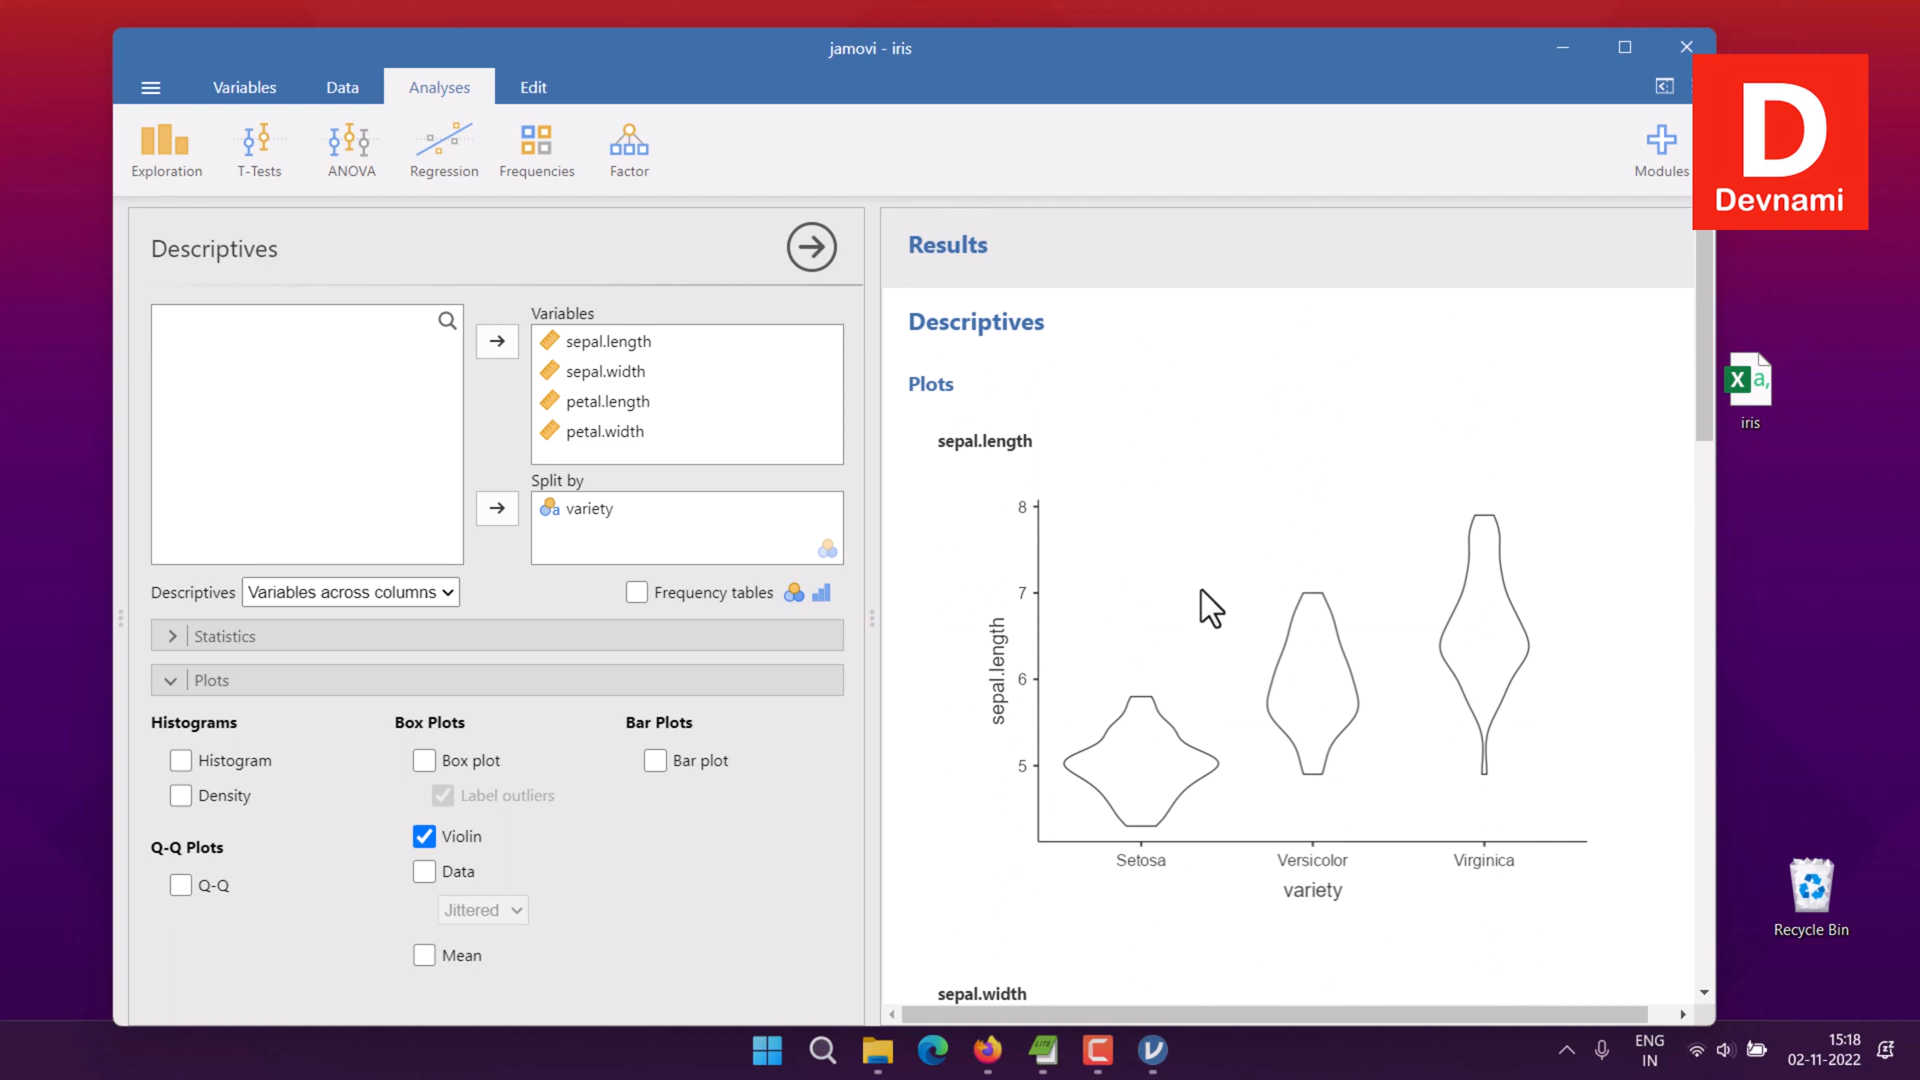 jamovi - iris
Variables
Data
Analyses
Edit
Exploration
T-Tests
ANOVA
Regression
Frequencies
Factor
Modules
D
Devnami
Descriptives
Variables
sepal.length
sepal.width
petal.length
petal.width
Split by
a variety
Descriptives Variables across columns
Frequency tables
Statistics
Plots
Histograms
Histogram
Density
Q-Q Plots
Q-Q
Box Plots
Box plot
Label outliers
Violin
Data
Jittered
Mean
Bar Plots
Bar plot
Results
Descriptives
Plots
sepal.length
8
7
6
5
sepal.length
Setosa Versicolor Virginica
variety
sepal.width
X a,
iris
Recycle Bin
LITE
C
V
ENG
IN
15:18
02-11-2022